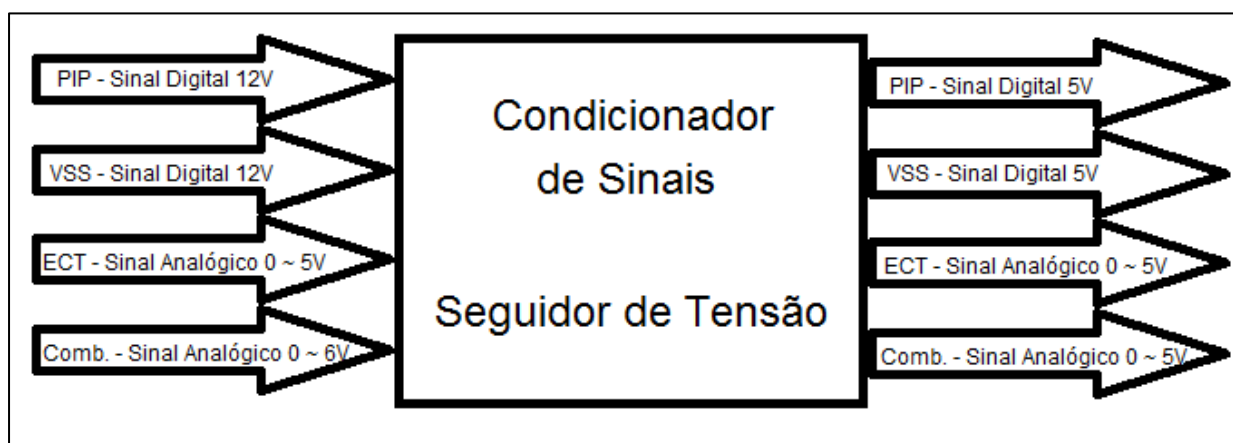 PIP - Sinal Digital 12V
VSS - Sinal Digital 12V
ECT - Sinal Analógico 0 ~ 5V
Comb. - Sinal Analógico 0 ~ 6V
Condicionador
de Sinais
Seguidor de Tensão
PIP - Sinal Digital 5V
VSS - Sinal Digital 5V
ECT - Sinal Analógico 0 ~ 5V
Comb. - Sinal Analógico 0 ~ 5V